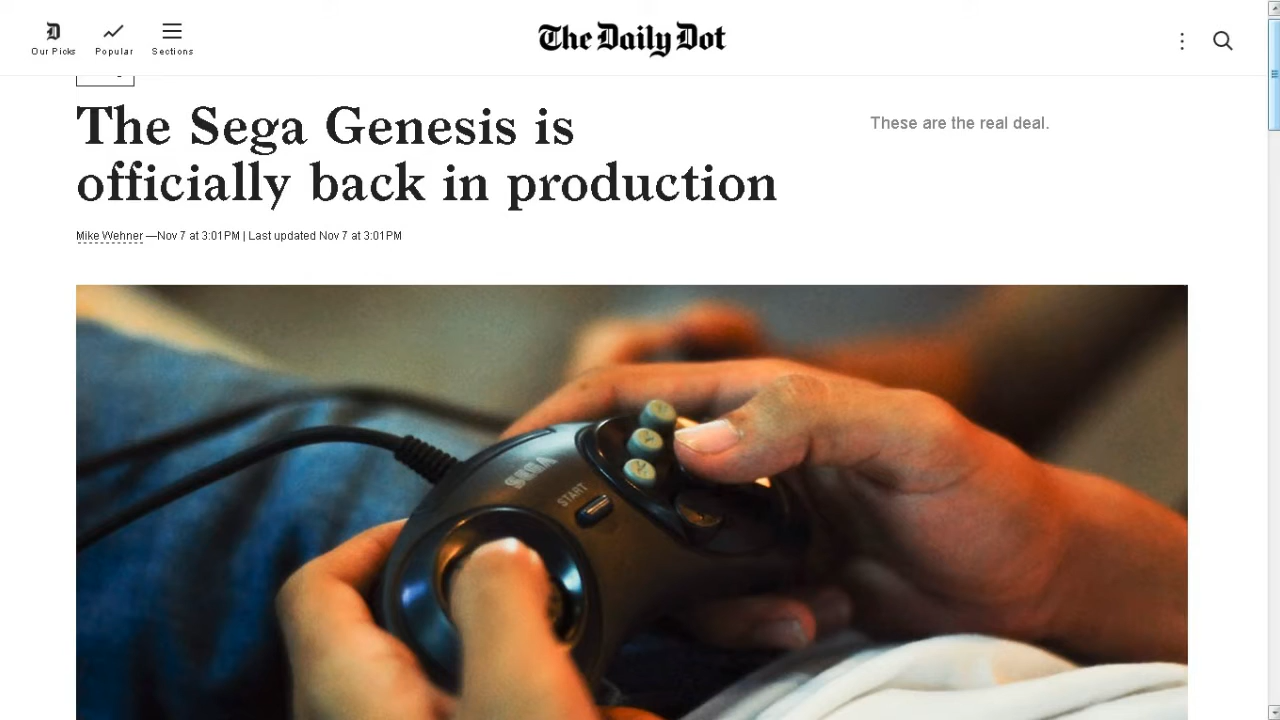 Our Picks
Popular
Sections
The Daily Dot
The Sega Genesis is
officially back in production
These are the real deal.
Mike Wehner —Nov 7 at 3:01PM | Last updated Nov 7 at 3:01PM
SEGA
START